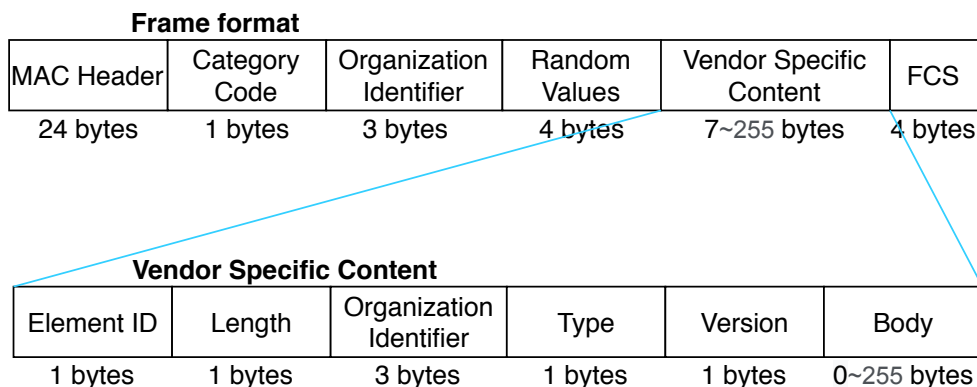 Frame format
MAC Header Category Code Organization Identifier Random Values Vendor Specific Content FCS
24 bytes 1 bytes 3 bytes 4 bytes 7~255 bytes 4 bytes
Vendor Specific Content
Element ID Length Organization Identifier Type Version Body
1 bytes 1 bytes 3 bytes 1 bytes 1 bytes 0~255 bytes